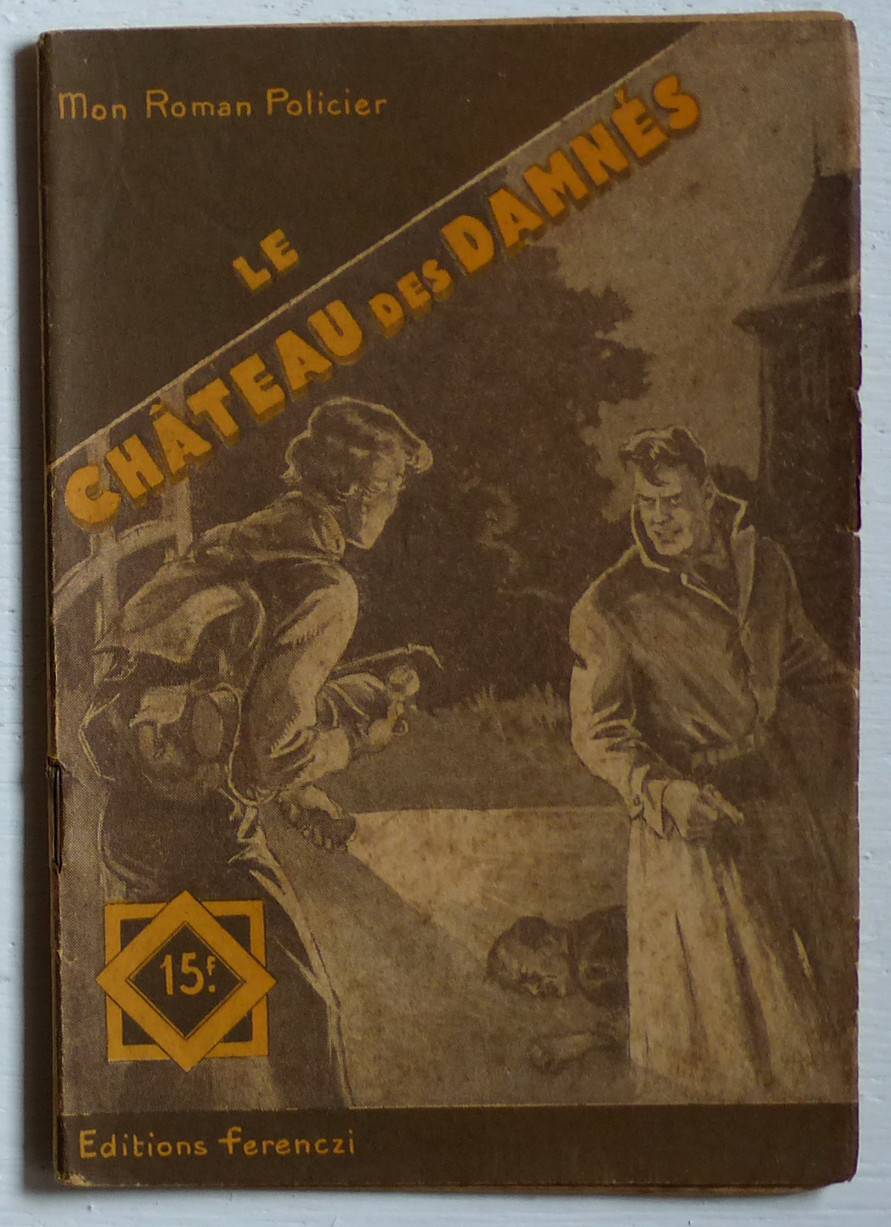 Mon Roman Policier
LE
CHÂTEAU DES DAMNÉS
15f.
Editions Ferenczi